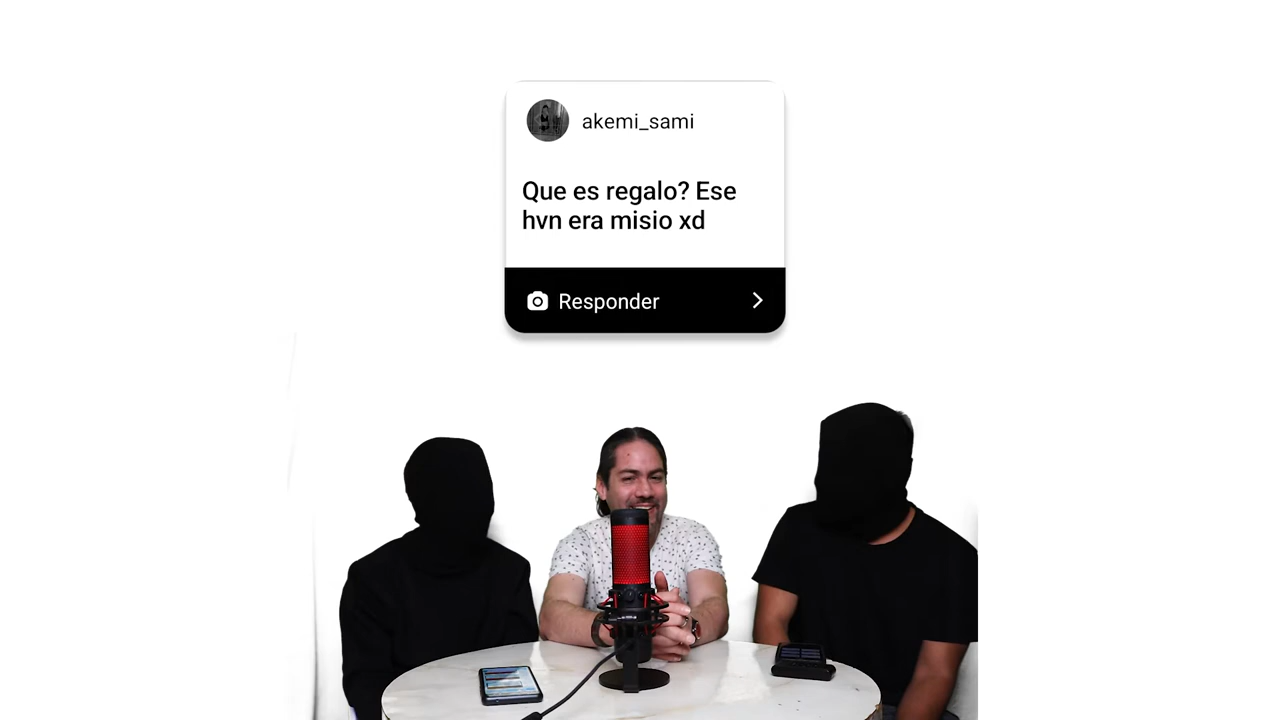 akemi_sami
Que es regalo? Ese
hvn era misio xd
Responder